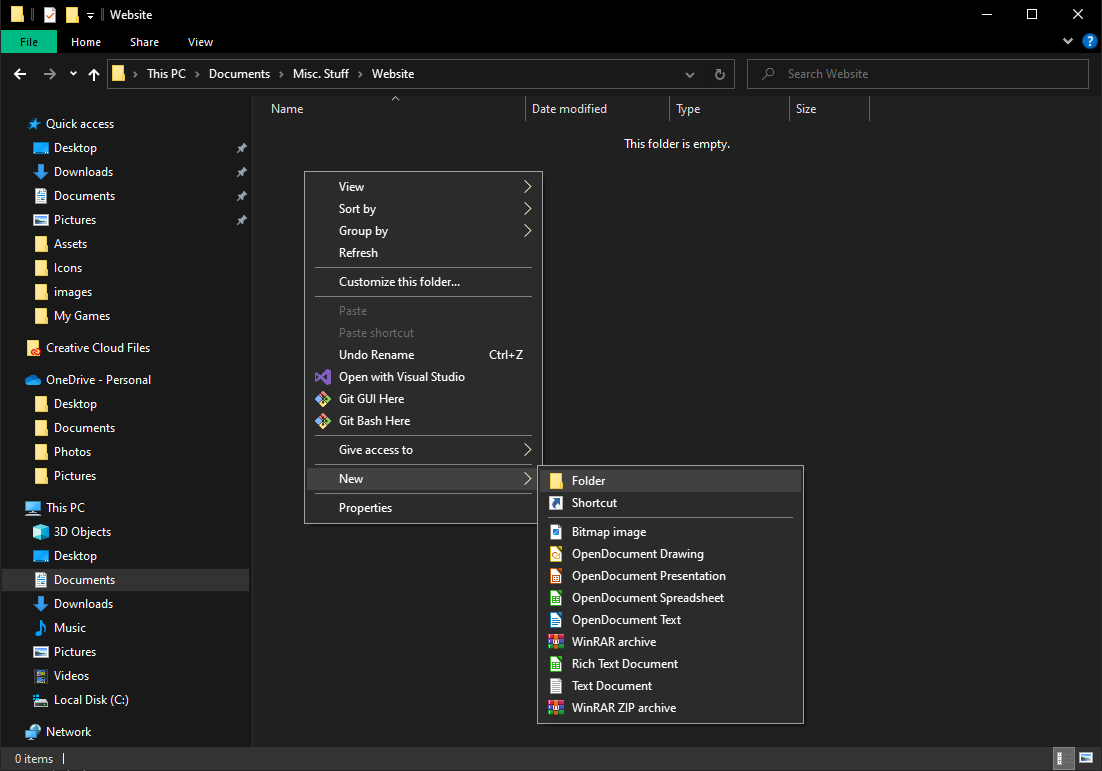 Website
File Home Share View
?
This PC Documents Misc. Stuff Website
Search Website
Name Date modified Type Size
This folder is empty.
Quick access
Desktop
Downloads
Documents
Pictures
Assets
Icons
images
My Games
Creative Cloud Files
OneDrive - Personal
Desktop
Documents
Photos
Pictures
This PC
3D Objects
Desktop
Documents
Downloads
Music
Pictures
Videos
Local Disk (C:)
Network
View
Sort by
Group by
Refresh
Customize this folder...
Paste
Paste shortcut
Undo Rename Ctrl+Z
Open with Visual Studio
Git GUI Here
Git Bash Here
Give access to
New
Properties
Folder
Shortcut
Bitmap image
OpenDocument Drawing
OpenDocument Presentation
OpenDocument Spreadsheet
OpenDocument Text
WinRAR archive
Rich Text Document
Text Document
WinRAR ZIP archive
0 items